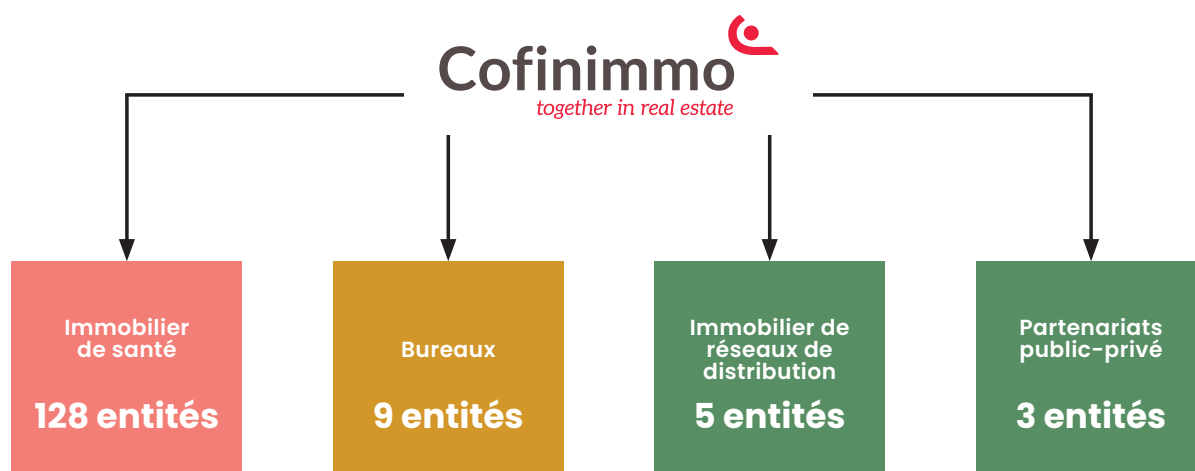 Cofinimmo
together in real estate
Immobilier
de santé
128 entités
Bureaux
9 entités
Immobilier de
réseaux de
distribution
5 entités
Partenariats
public-privé
3 entités